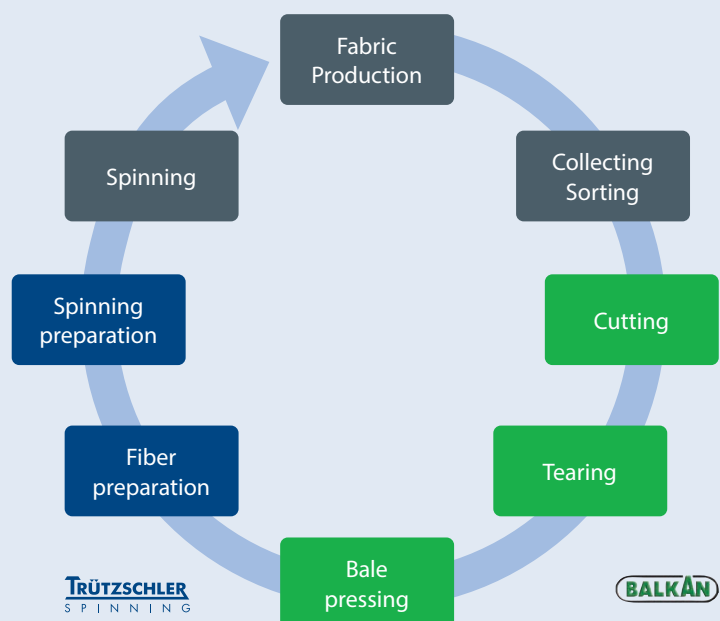 Fabric
Production
Collecting
Sorting
Cutting
Tearing
Bale
pressing
Fiber
preparation
Spinning
preparation
Spinning
TRÜTZSCHLER
SPINNING
BALKAN